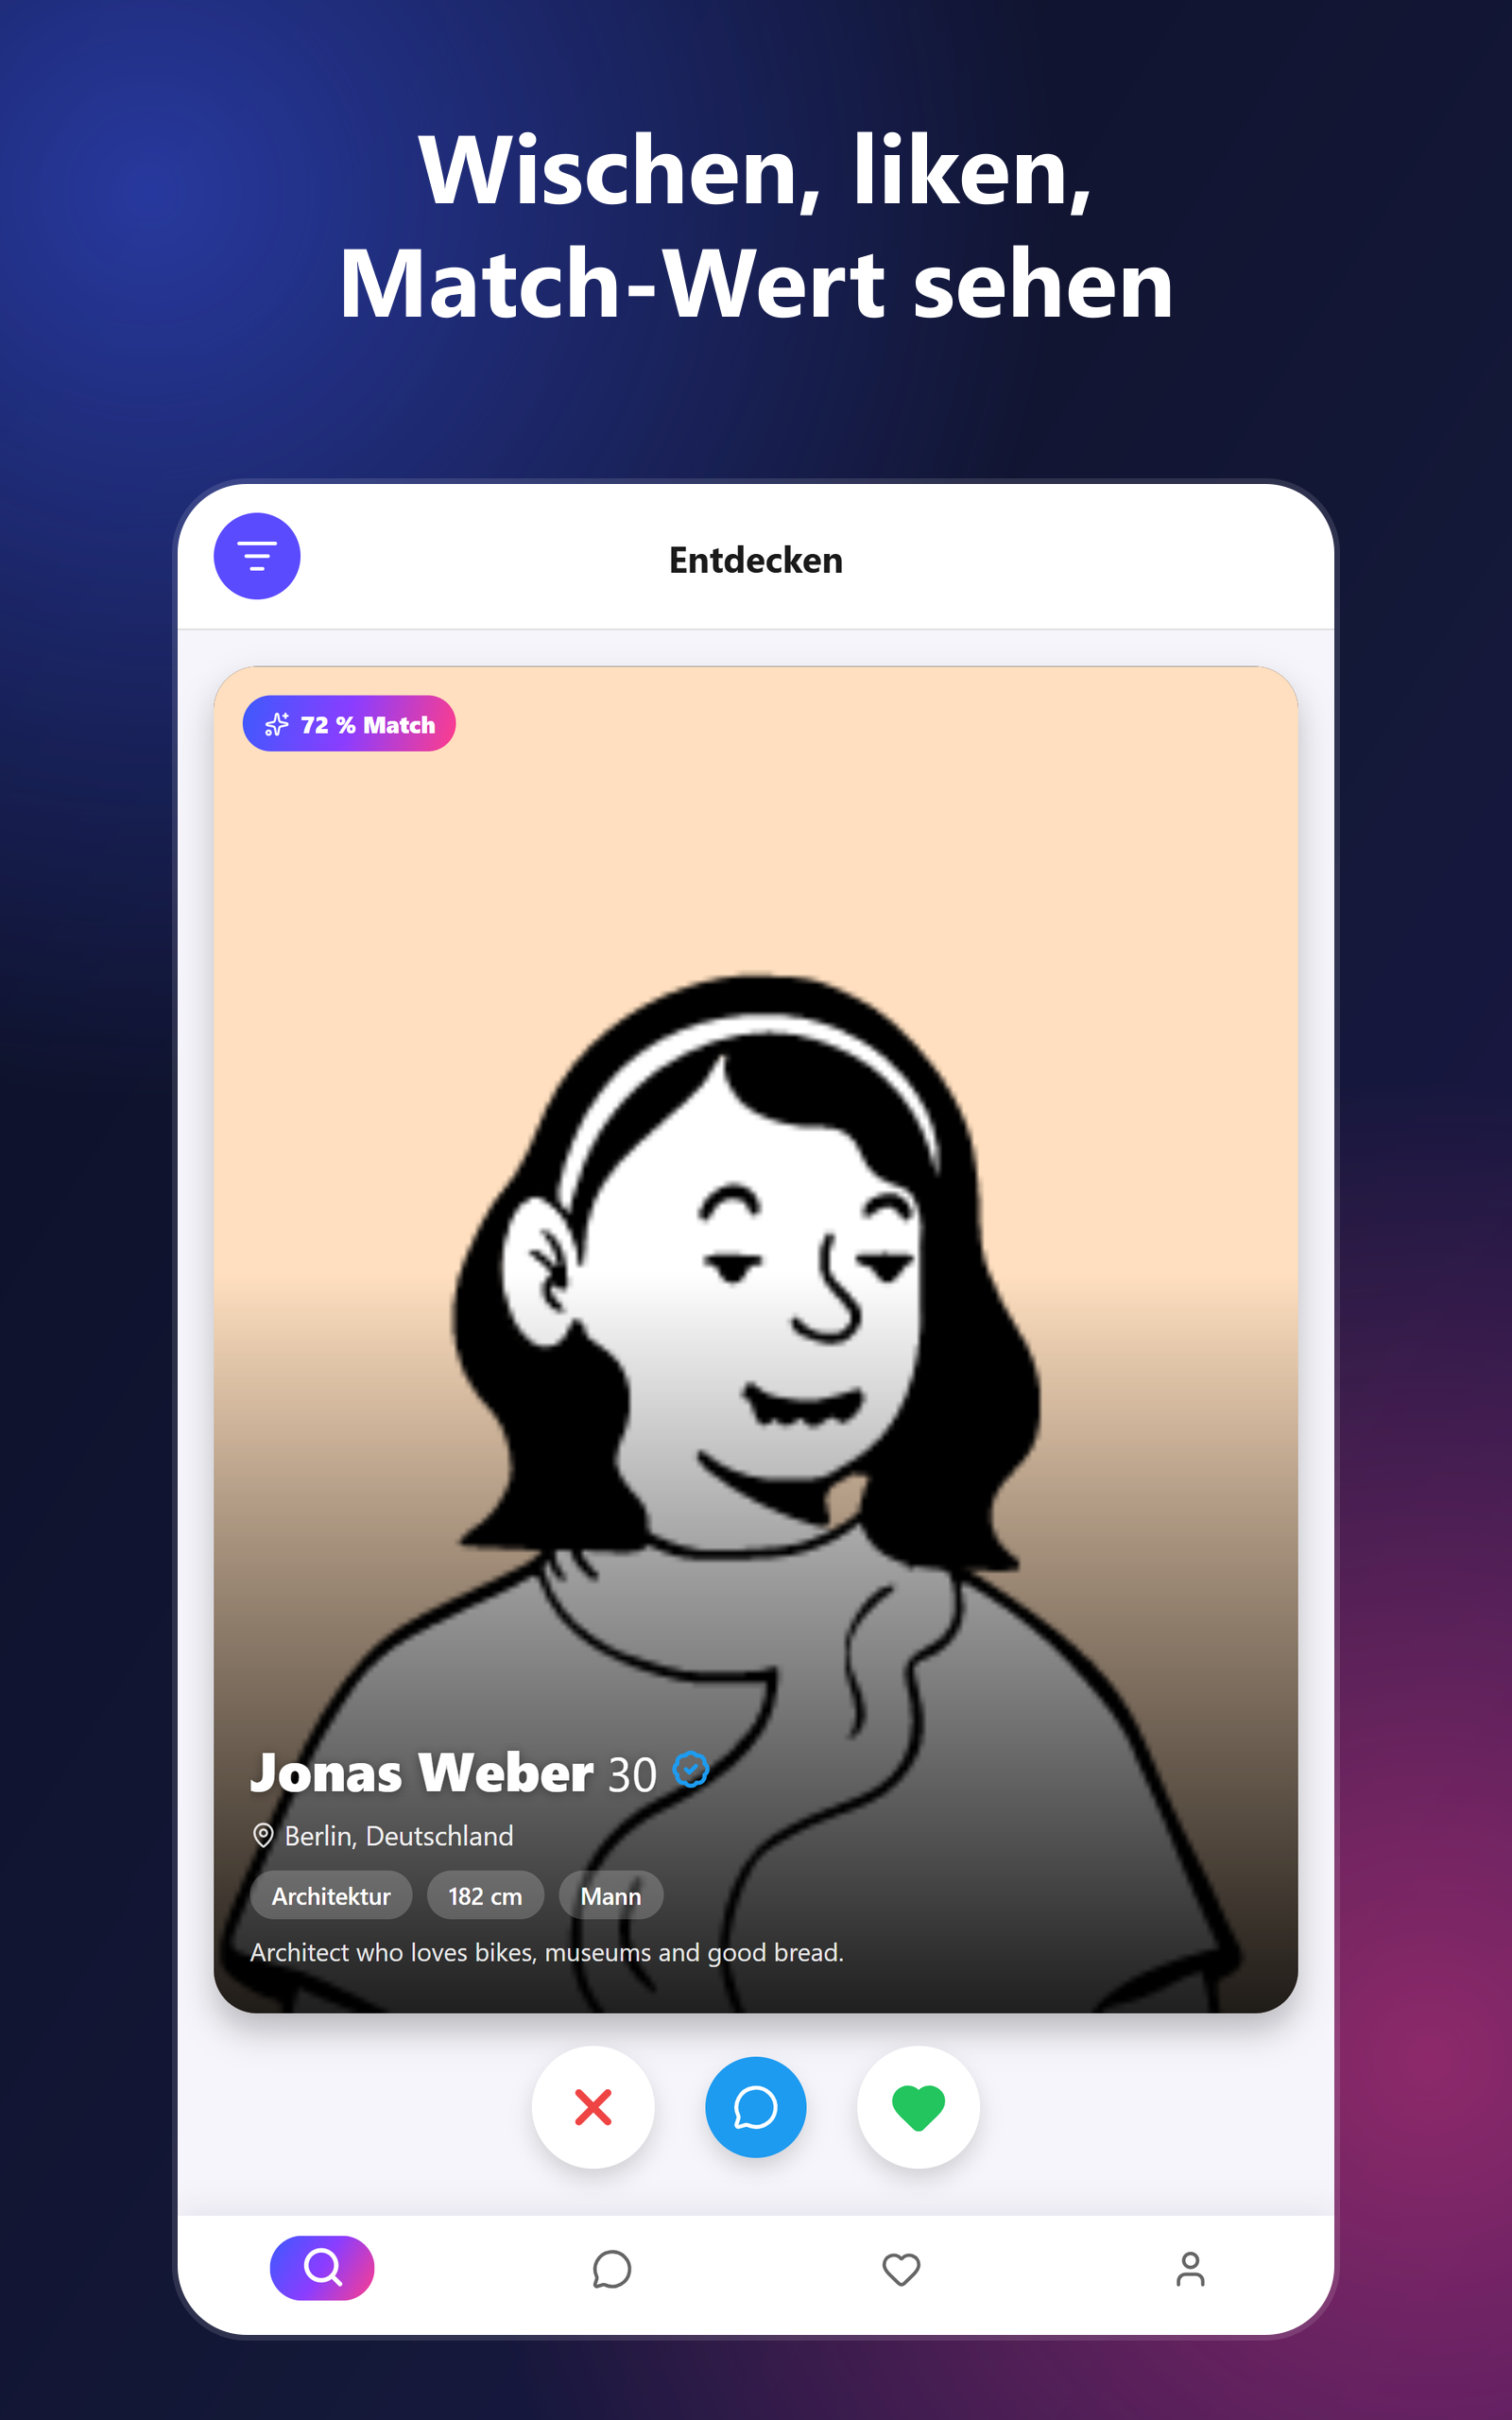 Wischen, liken,
Match-Wert sehen
Entdecken
72 % Match
Jonas Weber 30
Berlin, Deutschland
Architektur 182 cm Mann
Architect who loves bikes, museums and good bread.